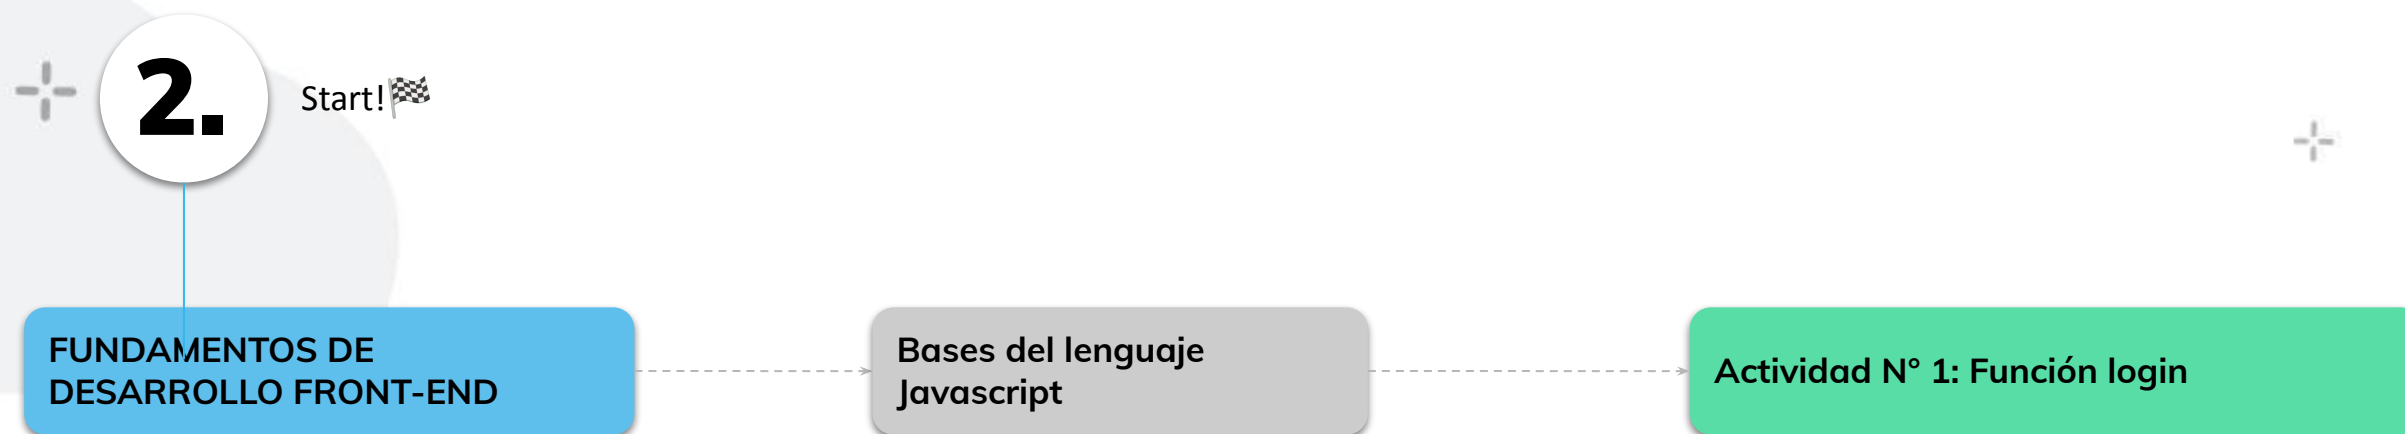 2.
Start!
FUNDAMENTOS DE
DESARROLLO FRONT-END
Bases del lenguaje
Javascript
Actividad N° 1: Función login